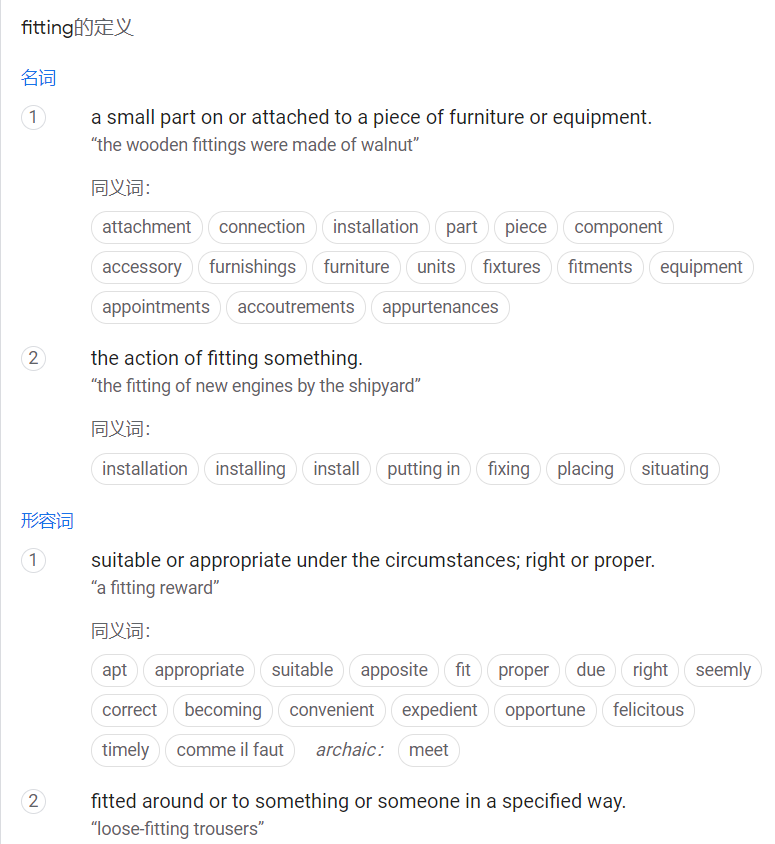 fitting的定义
名词
1 a small part on or attached to a piece of furniture or equipment.
“the wooden fittings were made of walnut”
同义词：
attachment connection installation part piece component
accessory furnishings furniture units fixtures fitments equipment
appointments accoutrements appurtenances
2 the action of fitting something.
“the fitting of new engines by the shipyard”
同义词：
installation installing install putting in fixing placing situating
形容词
1 suitable or appropriate under the circumstances; right or proper.
“a fitting reward”
同义词：
apt appropriate suitable apposite fit proper due right seemly
correct becoming convenient expedient opportune felicitous
timely comme il faut archaic： meet
2 fitted around or to something or someone in a specified way.
“loose-fitting trousers”